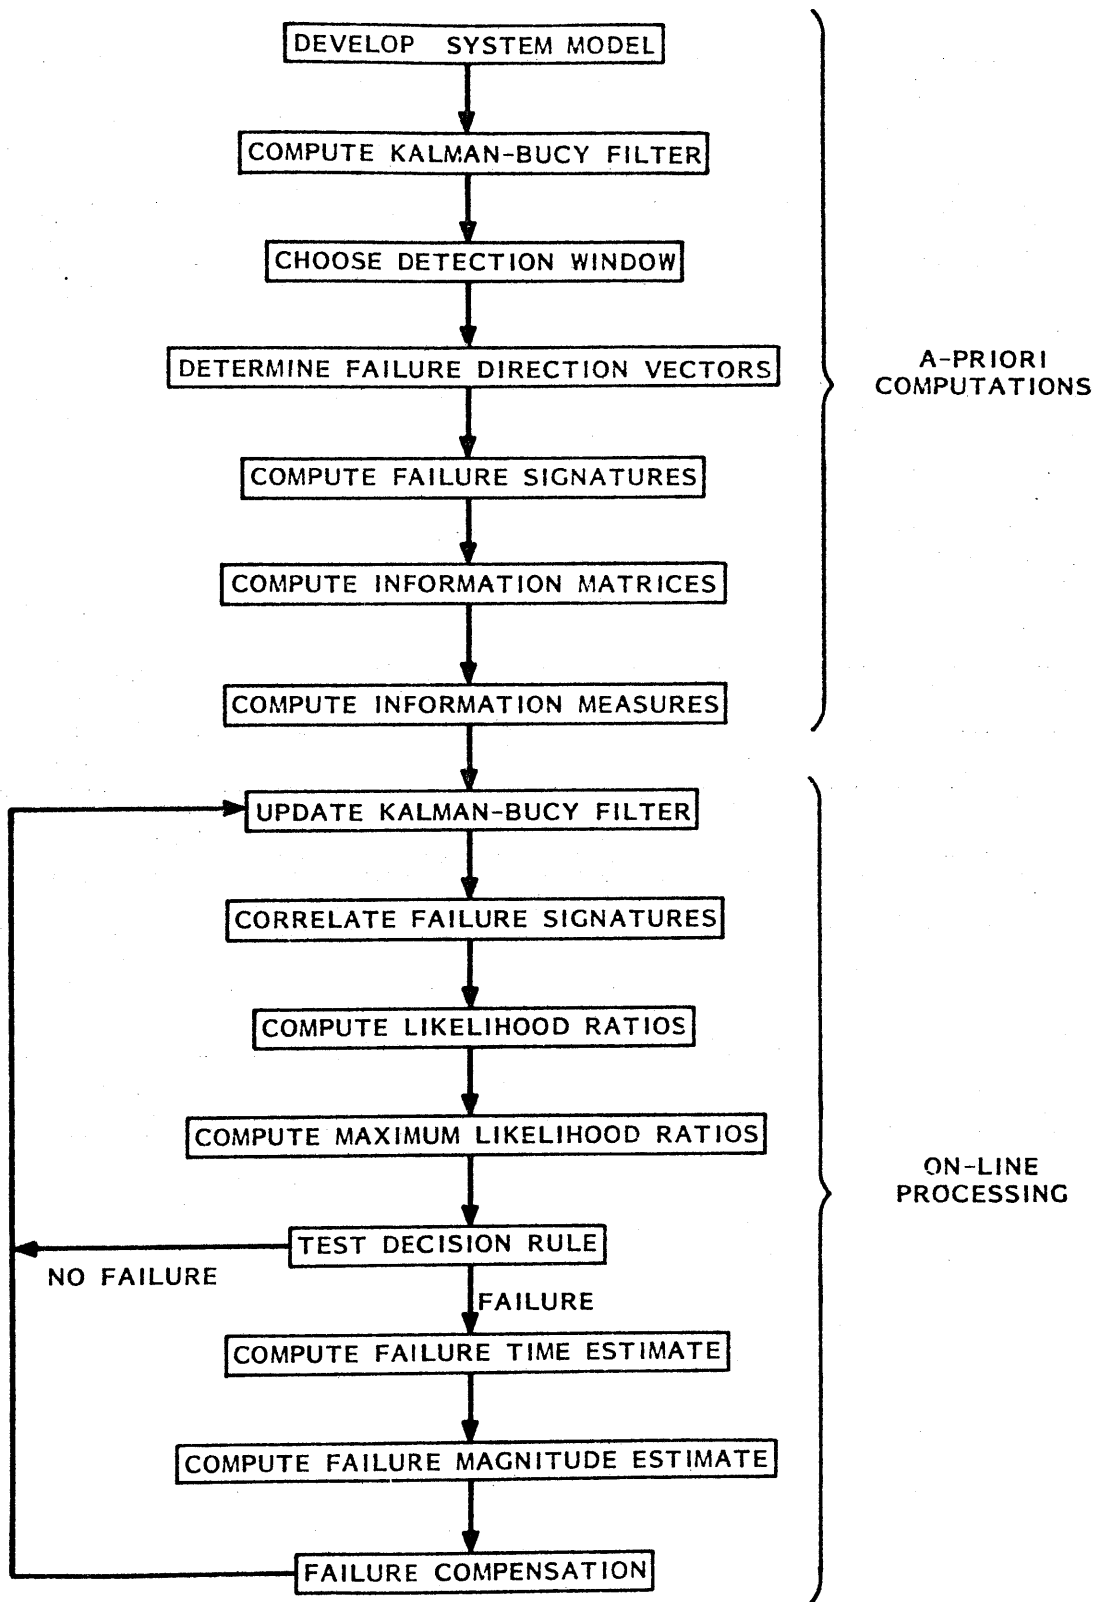 DEVELOP SYSTEM MODEL
COMPUTE KALMAN-BUCY FILTER
CHOOSE DETECTION WINDOW
DETERMINE FAILURE DIRECTION VECTORS
COMPUTE FAILURE SIGNATURES
COMPUTE INFORMATION MATRICES
COMPUTE INFORMATION MEASURES
A-PRIORI
COMPUTATIONS
UPDATE KALMAN-BUCY FILTER
CORRELATE FAILURE SIGNATURES
COMPUTE LIKELIHOOD RATIOS
COMPUTE MAXIMUM LIKELIHOOD RATIOS
TEST DECISION RULE
NO FAILURE
FAILURE
COMPUTE FAILURE TIME ESTIMATE
COMPUTE FAILURE MAGNITUDE ESTIMATE
FAILURE COMPENSATION
ON-LINE
PROCESSING